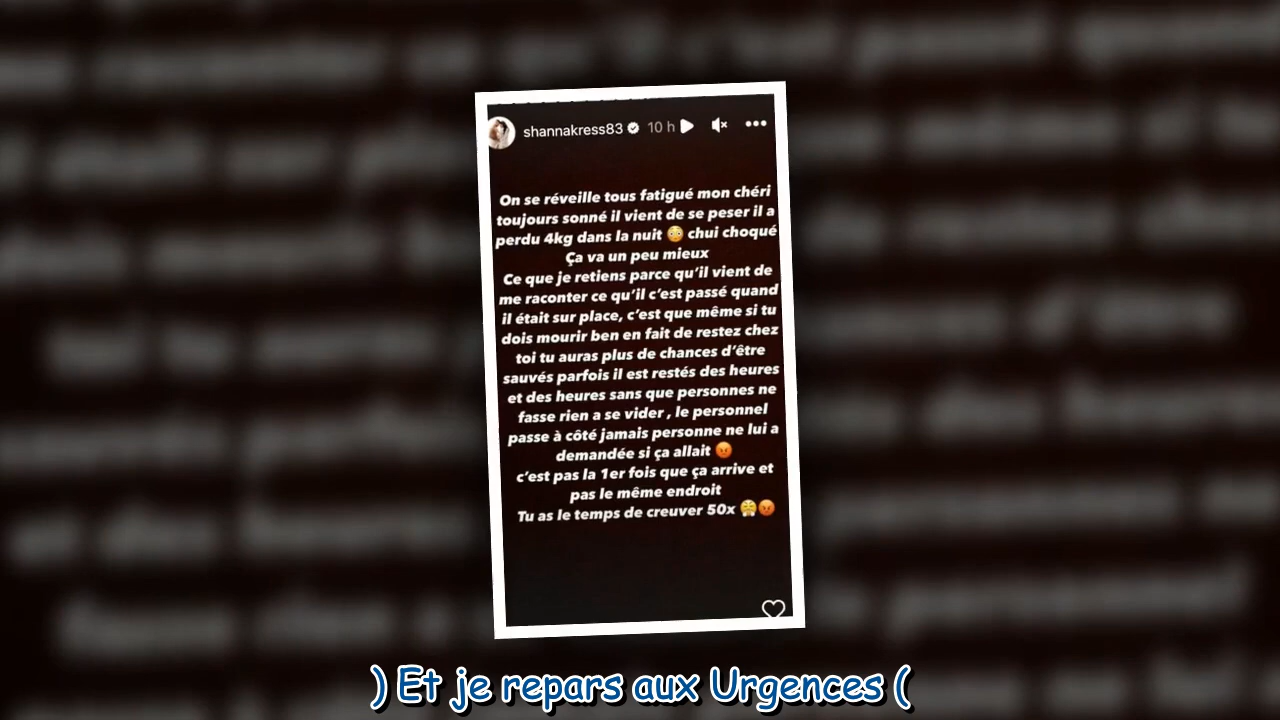 shannakress83 10 h
On se réveille tous fatigué mon chéri
toujours sonné il vient de se peser il a
perdu 4kg dans la nuit 😳 chui choqué
Ça va un peu mieux
Ce que je retiens parce qu’il vient de
me raconter ce qu’il c’est passé quand
il était sur place, c’est que même si tu
dois mourir ben en fait de restez chez
toi tu auras plus de chances d’être
sauvés parfois il est restés des heures
et des heures sans que personnes ne
fasse rien a se vider , le personnel
passe à côté jamais personne ne lui a
demandée si ça allait 😡
c’est pas la 1er fois que ça arrive et
pas le même endroit
Tu as le temps de creuver 50x 😤😡
) Et je repars aux Urgences (